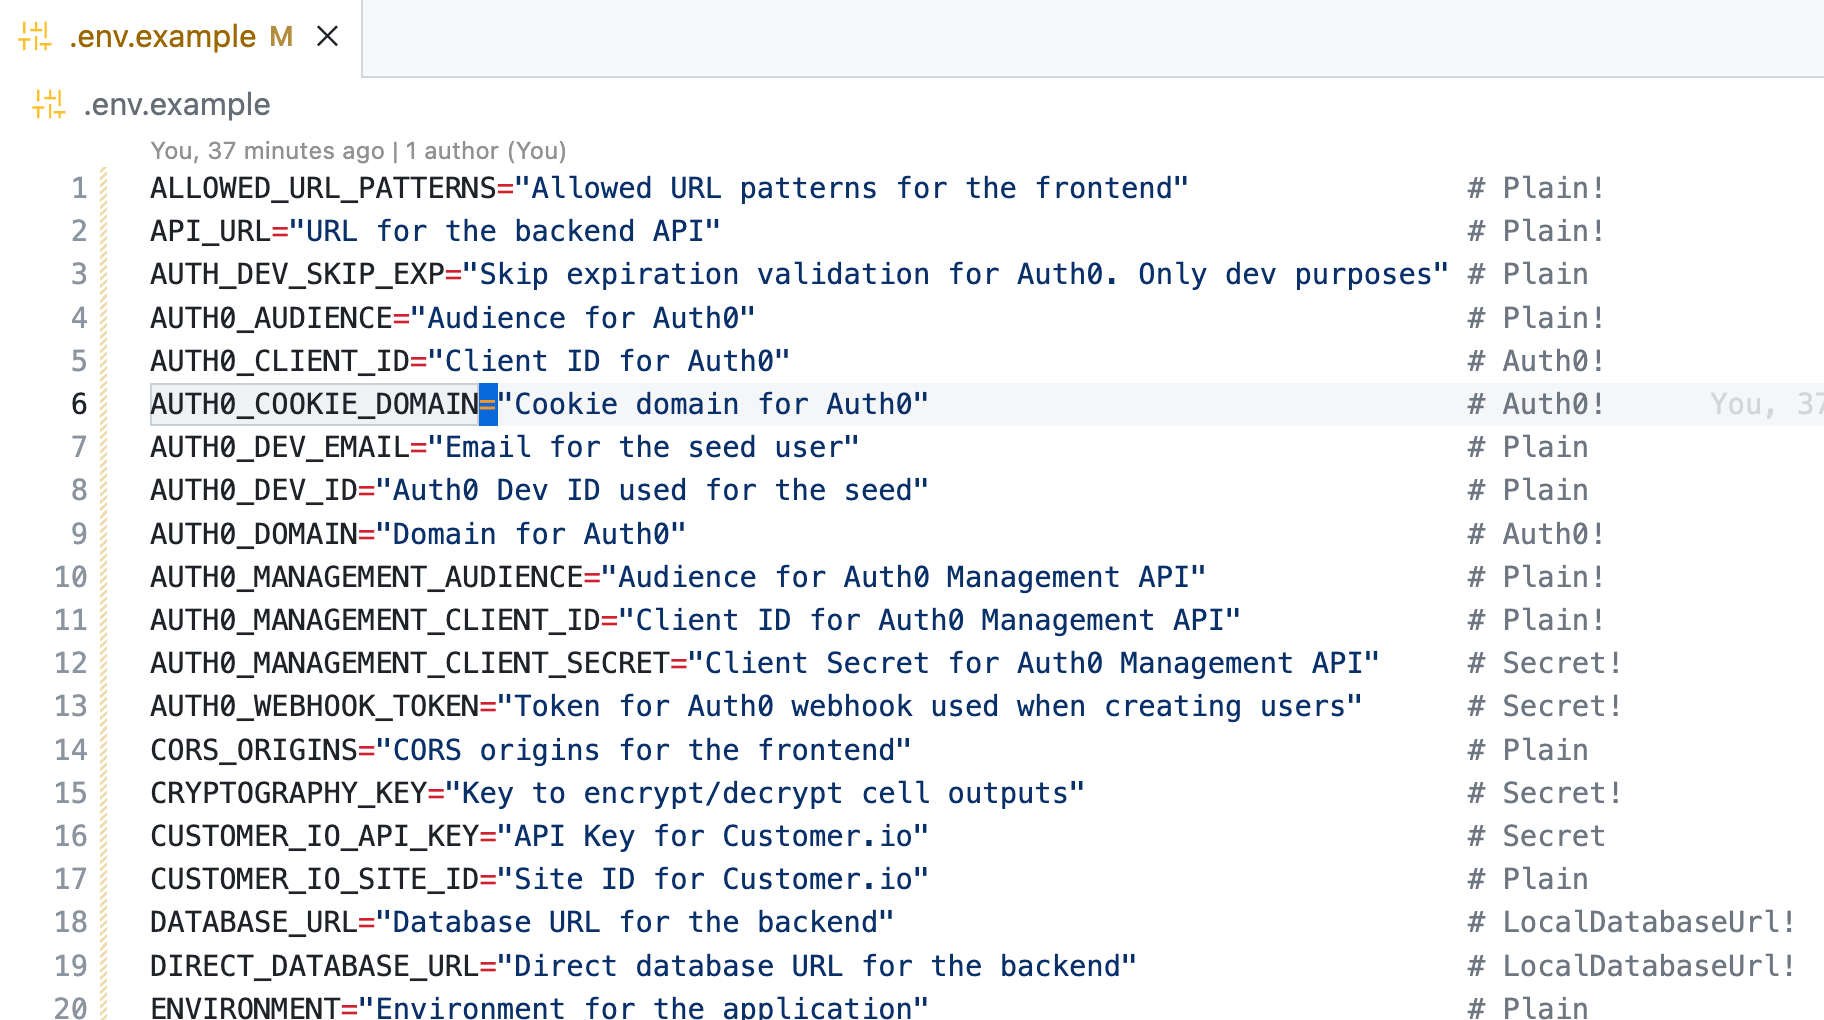 .env.example M
.env.example
You, 37 minutes ago | 1 author (You)
1 ALLOWED_URL_PATTERNS="Allowed URL patterns for the frontend" # Plain!
2 API_URL="URL for the backend API" # Plain!
3 AUTH_DEV_SKIP_EXP="Skip expiration validation for Auth0. Only dev purposes" # Plain
4 AUTH0_AUDIENCE="Audience for Auth0" # Plain!
5 AUTH0_CLIENT_ID="Client ID for Auth0" # Auth0!
6 AUTH0_COOKIE_DOMAIN="Cookie domain for Auth0" # Auth0! You, 37
7 AUTH0_DEV_EMAIL="Email for the seed user" # Plain
8 AUTH0_DEV_ID="Auth0 Dev ID used for the seed" # Plain
9 AUTH0_DOMAIN="Domain for Auth0" # Auth0!
10 AUTH0_MANAGEMENT_AUDIENCE="Audience for Auth0 Management API" # Plain!
11 AUTH0_MANAGEMENT_CLIENT_ID="Client ID for Auth0 Management API" # Plain!
12 AUTH0_MANAGEMENT_CLIENT_SECRET="Client Secret for Auth0 Management API" # Secret!
13 AUTH0_WEBHOOK_TOKEN="Token for Auth0 webhook used when creating users" # Secret!
14 CORS_ORIGINS="CORS origins for the frontend" # Plain
15 CRYPTOGRAPHY_KEY="Key to encrypt/decrypt cell outputs" # Secret!
16 CUSTOMER_IO_API_KEY="API Key for Customer.io" # Secret
17 CUSTOMER_IO_SITE_ID="Site ID for Customer.io" # Plain
18 DATABASE_URL="Database URL for the backend" # LocalDatabaseUrl!
19 DIRECT_DATABASE_URL="Direct database URL for the backend" # LocalDatabaseUrl!
20 ENVIRONMENT="Environment for the application" # Plain